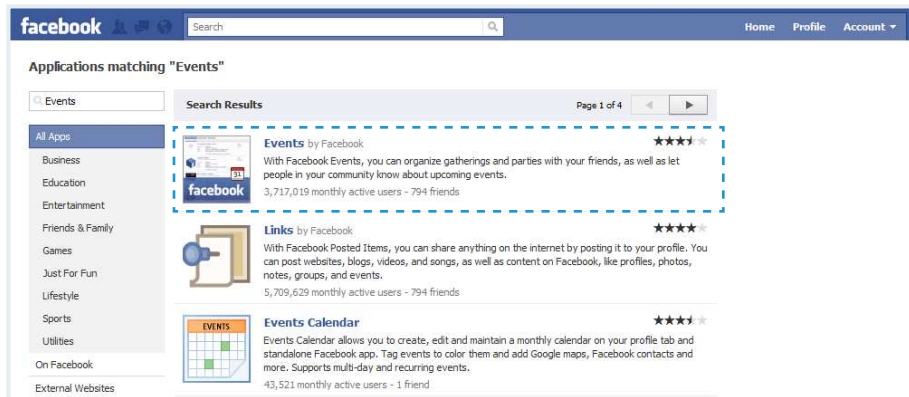 facebook Search Home Profile Account
Applications matching "Events"
Events
Search Results Page 1 of 4
All Apps
Business
Education
Entertainment
Friends & Family
Games
Just For Fun
Lifestyle
Sports
Utilities
On Facebook
External Websites
31
facebook
Events by Facebook
With Facebook Events, you can organize gatherings and parties with your friends, as well as let
people in your community know about upcoming events.
3,717,019 monthly active users - 794 friends
Links by Facebook
With Facebook Posted Items, you can share anything on the internet by posting it to your profile. You
can post websites, blogs, videos, and songs, as well as content on Facebook, like profiles, photos,
notes, groups, and events.
5,709,629 monthly active users - 794 friends
EVENTS
Events Calendar
Events Calendar allows you to create, edit and maintain a monthly calendar on your profile tab and
standalone Facebook app. Tag events to color them and add Google maps, Facebook contacts and
more. Supports multi-day and recurring events.
43,521 monthly active users - 1 friend